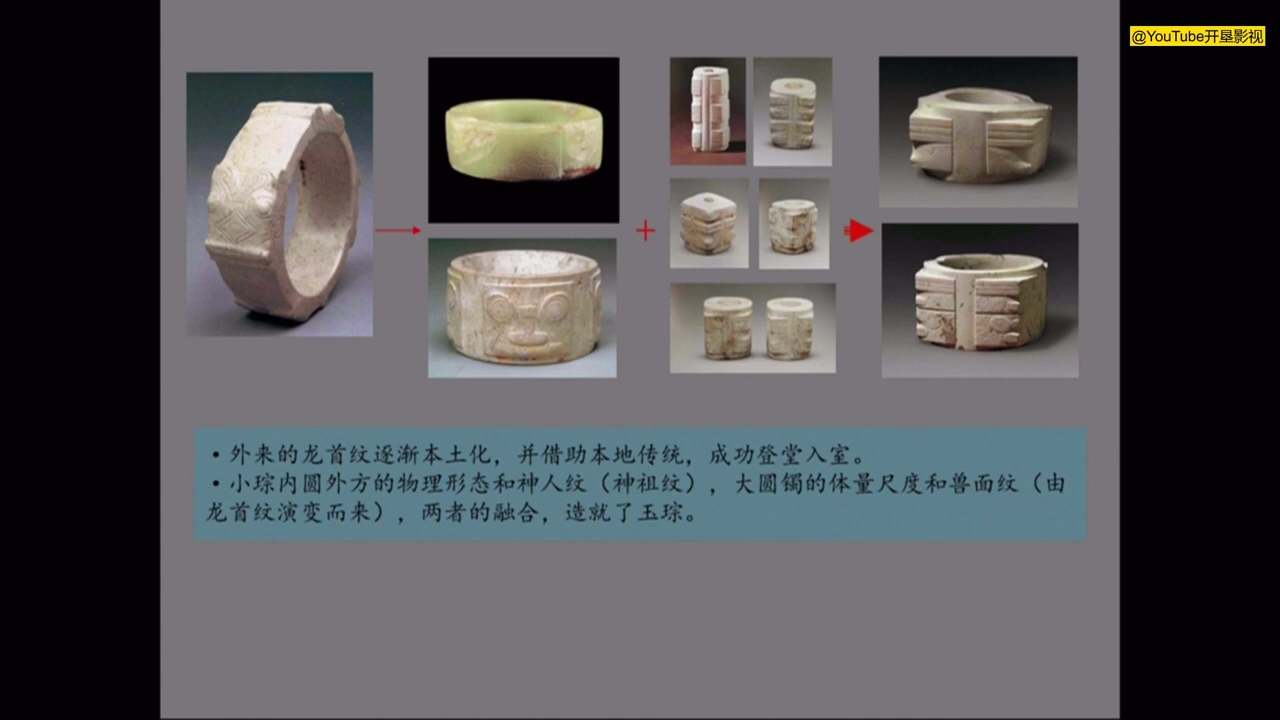 @YouTube开垦影视
•外来的龙首纹逐渐本土化，并借助本地传统，成功登堂入室。
•小琮内圆外方的物理形态和神人纹（神祖纹），大圆镯的体量尺度和兽面纹（由
龙首纹演变而来），两者的融合，造就了玉琮。